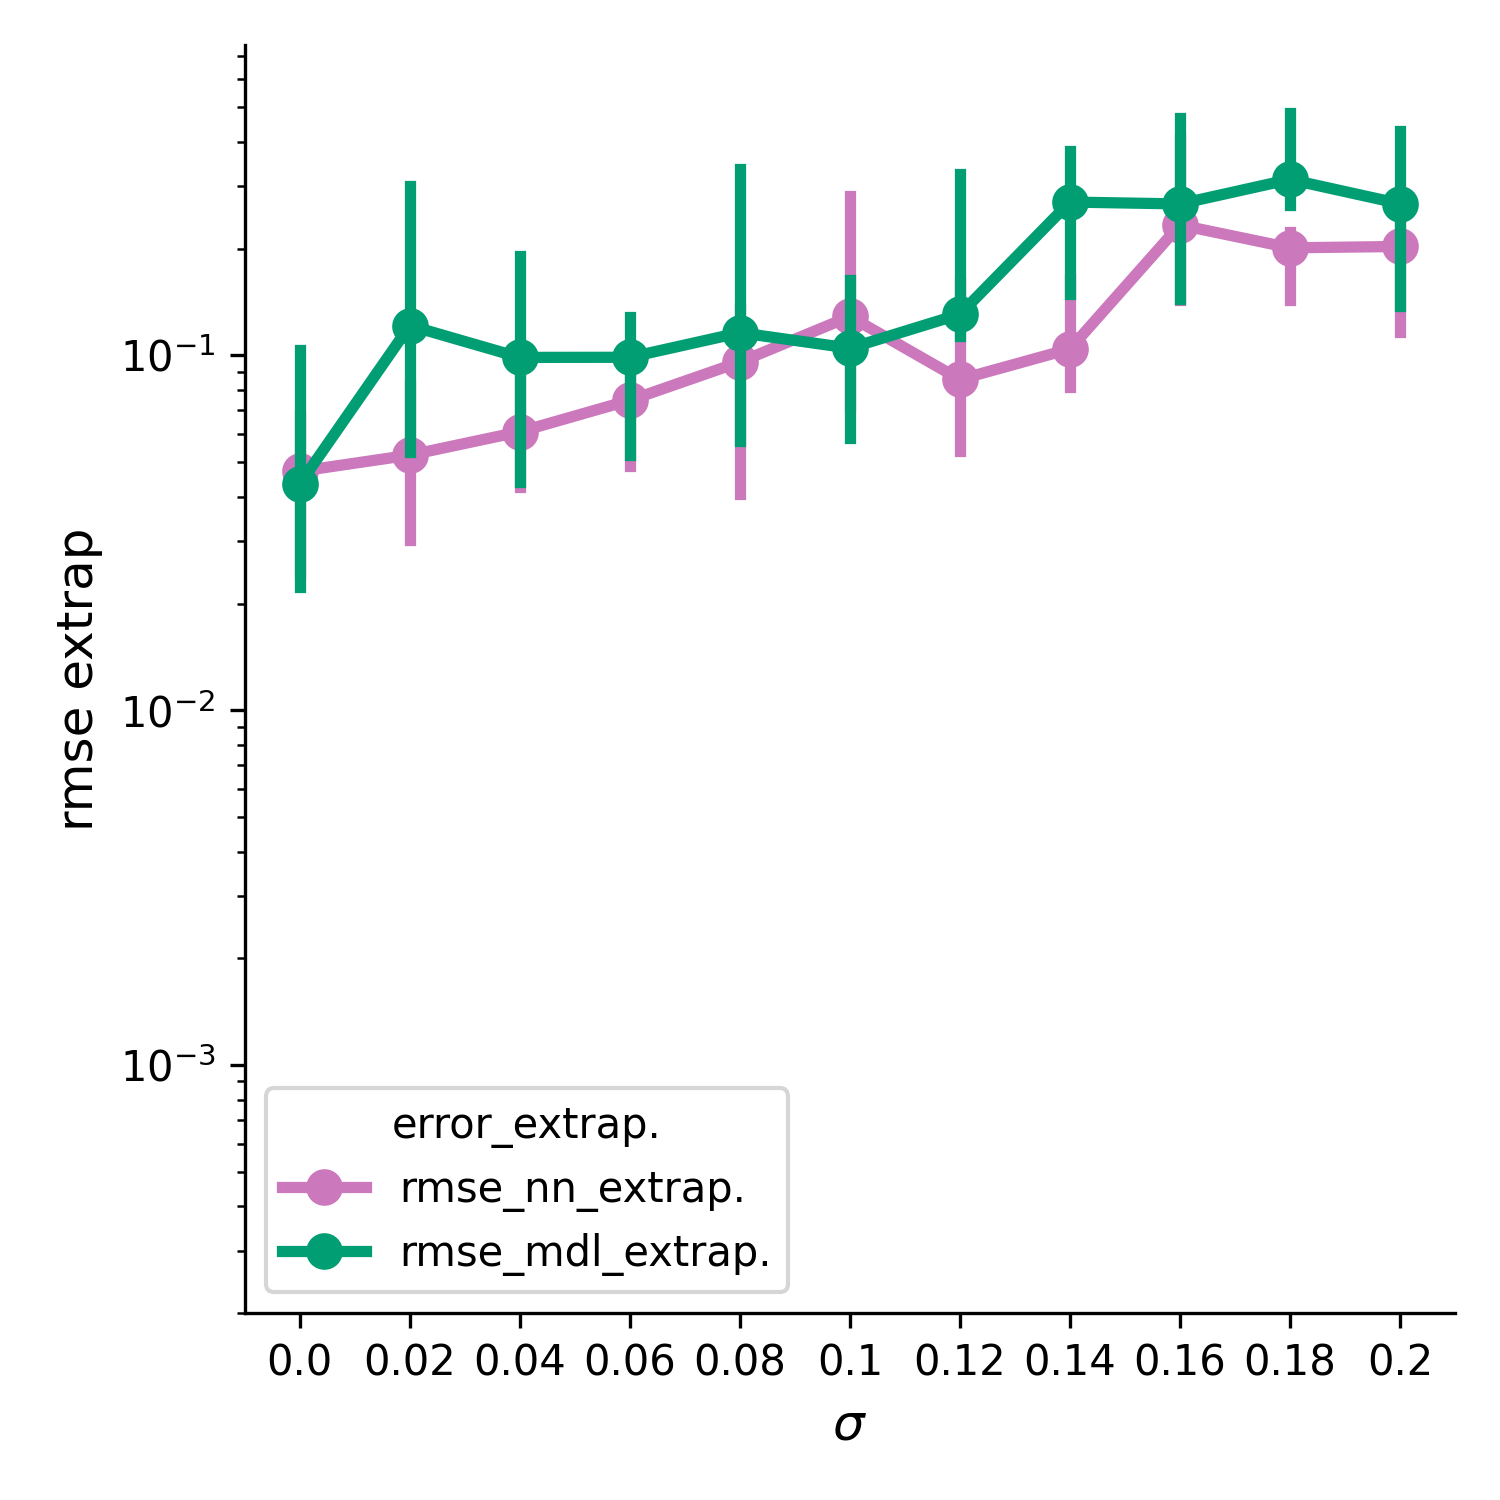 rmse extrap
10⁻¹
10⁻²
10⁻³
error_extrap.
rmse_nn_extrap.
rmse_mdl_extrap.
0.0 0.02 0.04 0.06 0.08 0.1 0.12 0.14 0.16 0.18 0.2
σ